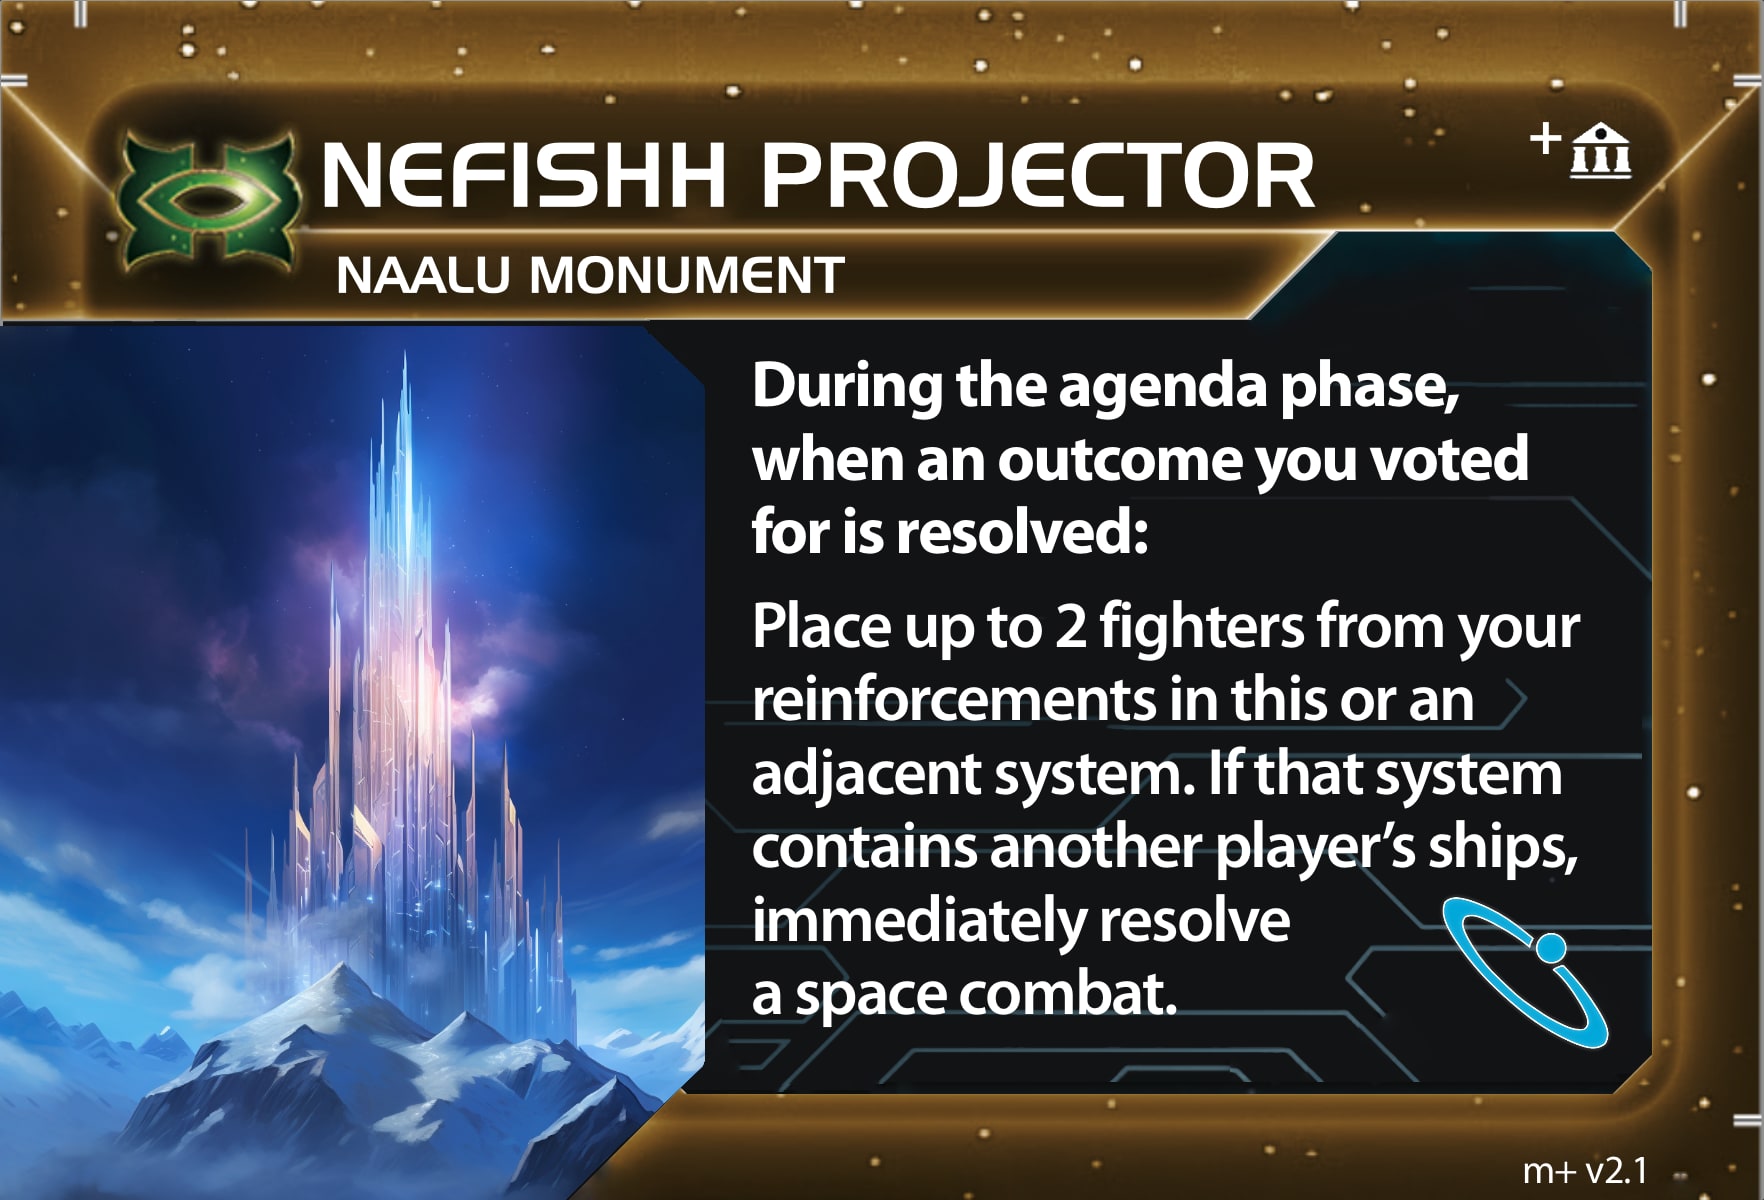 NEFISHH PROJECTOR
+
NAALU MONUMENT
During the agenda phase,
when an outcome you voted
for is resolved:
Place up to 2 fighters from your
reinforcements in this or an
adjacent system. If that system
contains another player’s ships,
immediately resolve
a space combat.
m+ v2.1